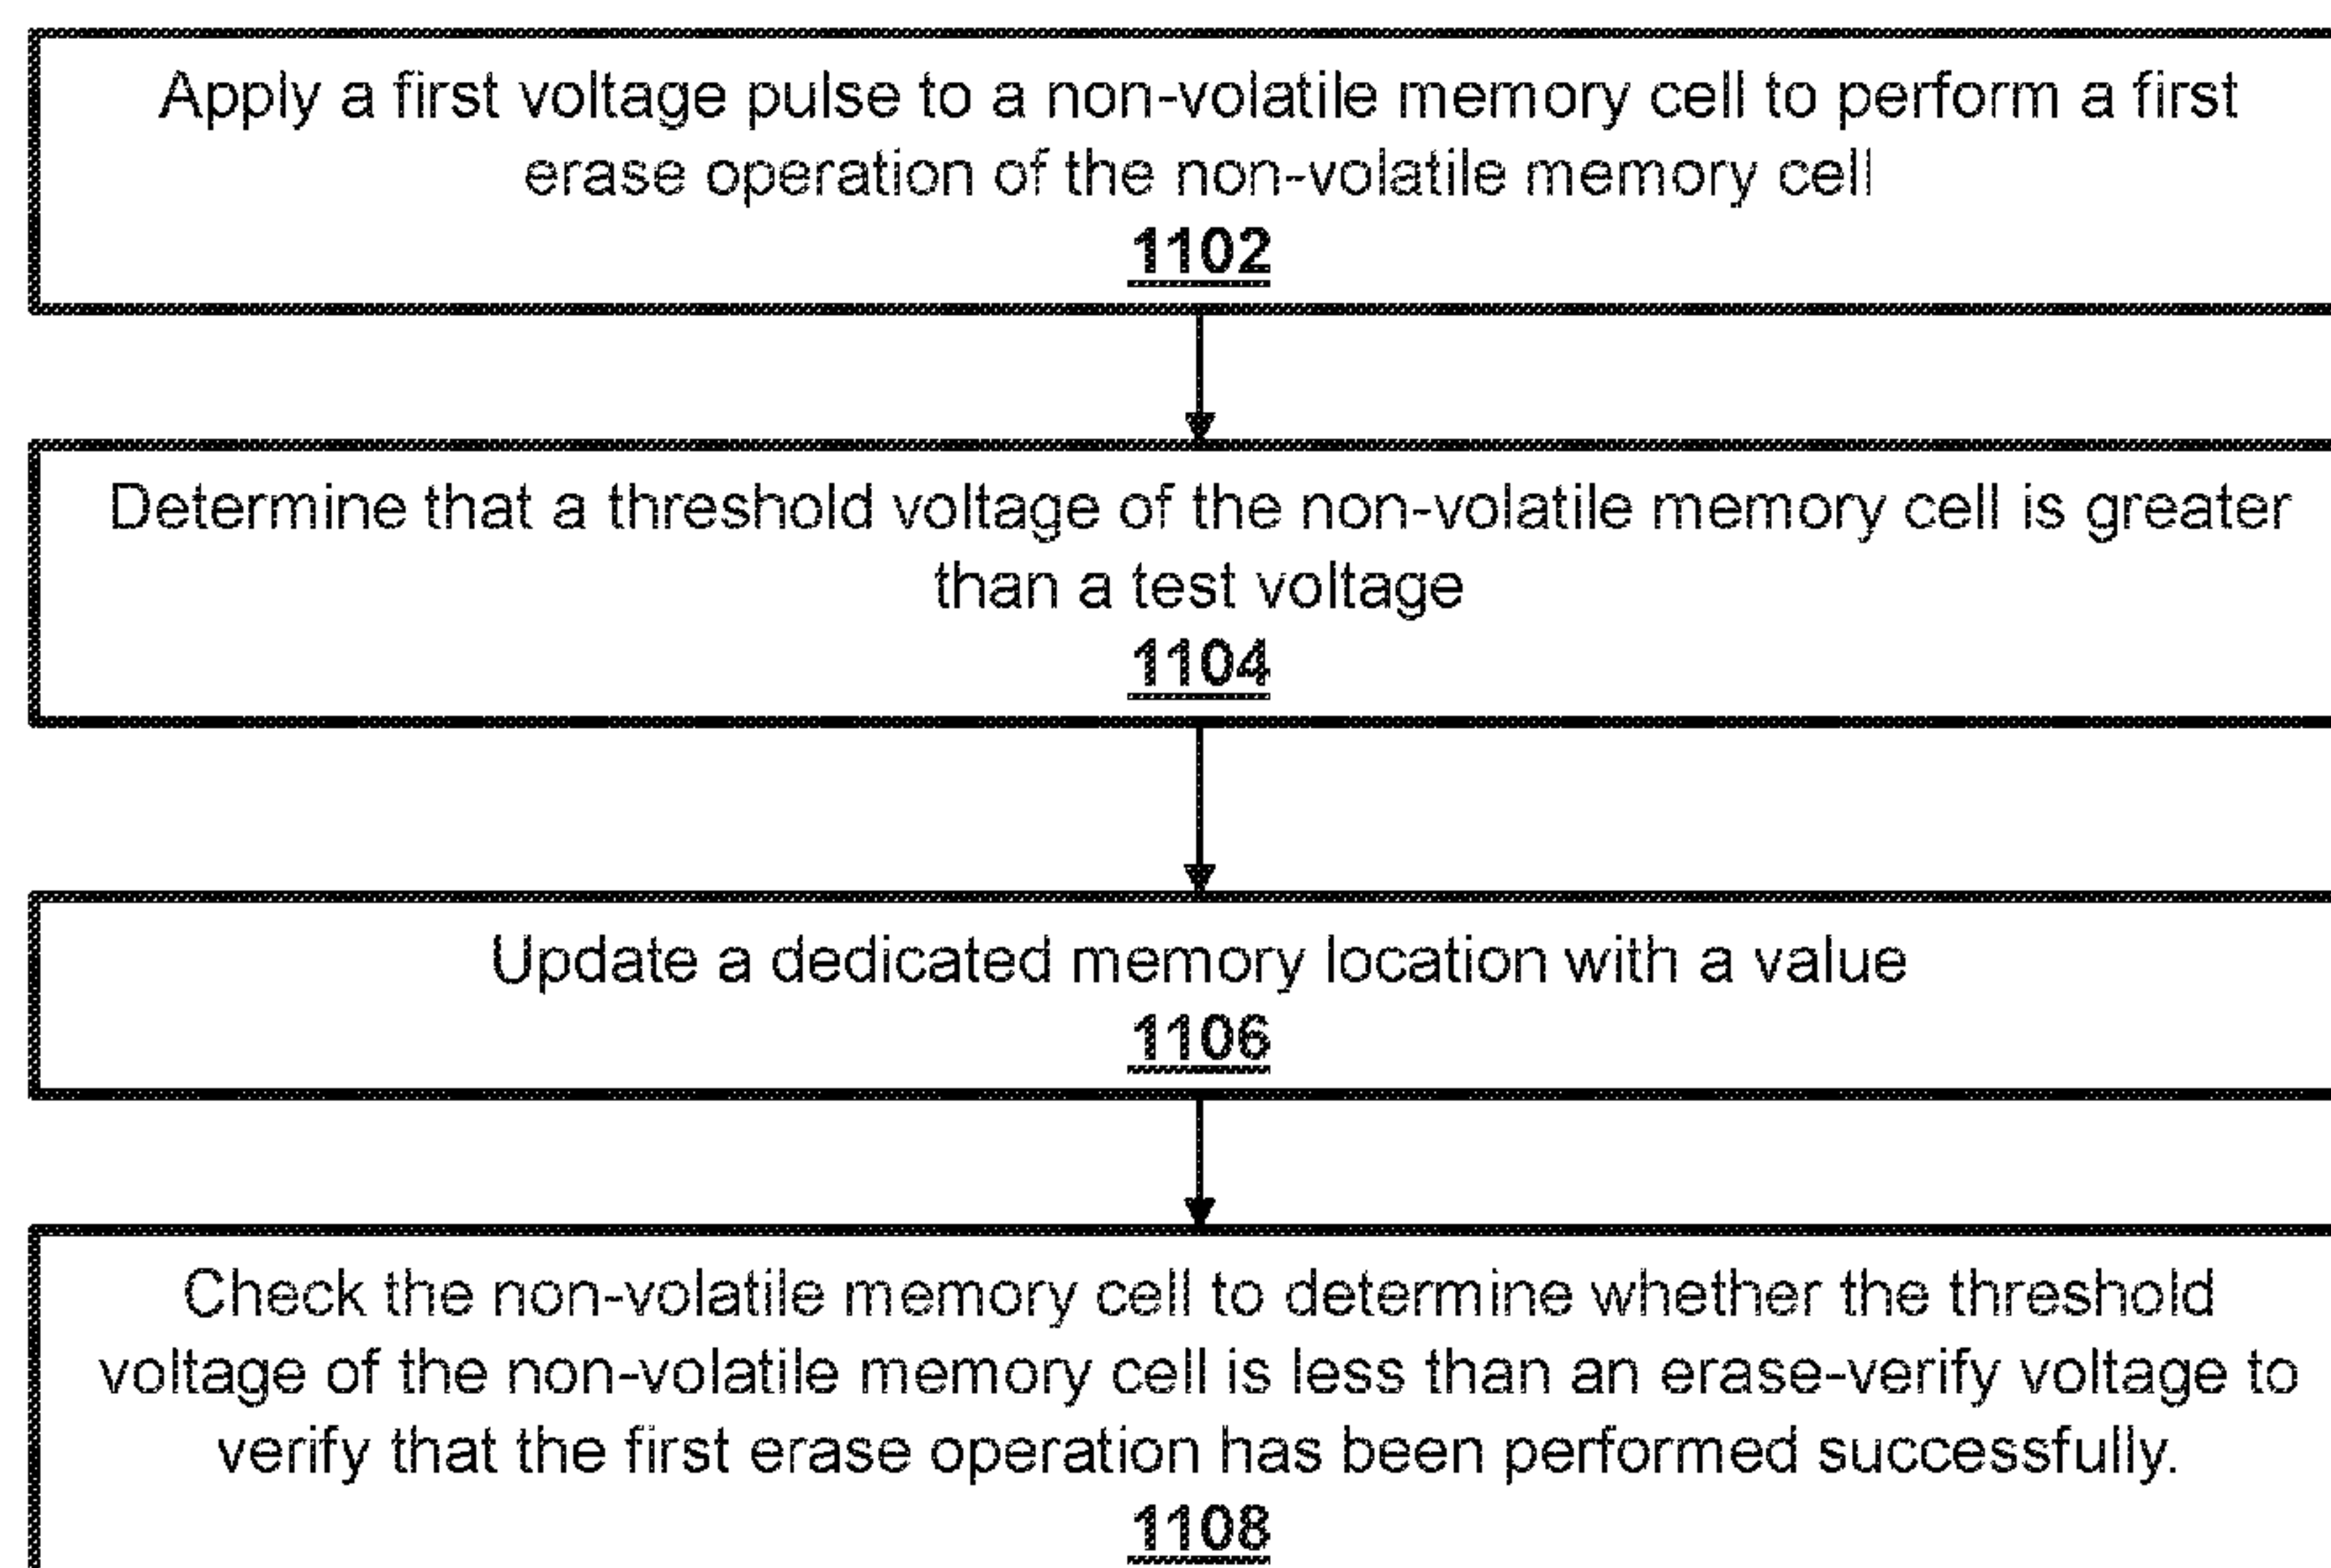 Apply a first voltage pulse to a non-volatile memory cell to perform a first
erase operation of the non-volatile memory cell
1102
Determine that a threshold voltage of the non-volatile memory cell is greater
than a test voltage
1104
Update a dedicated memory location with a value
1106
Check the non-volatile memory cell to determine whether the threshold
voltage of the non-volatile memory cell is less than an erase-verify voltage to
verify that the first erase operation has been performed successfully.
1108